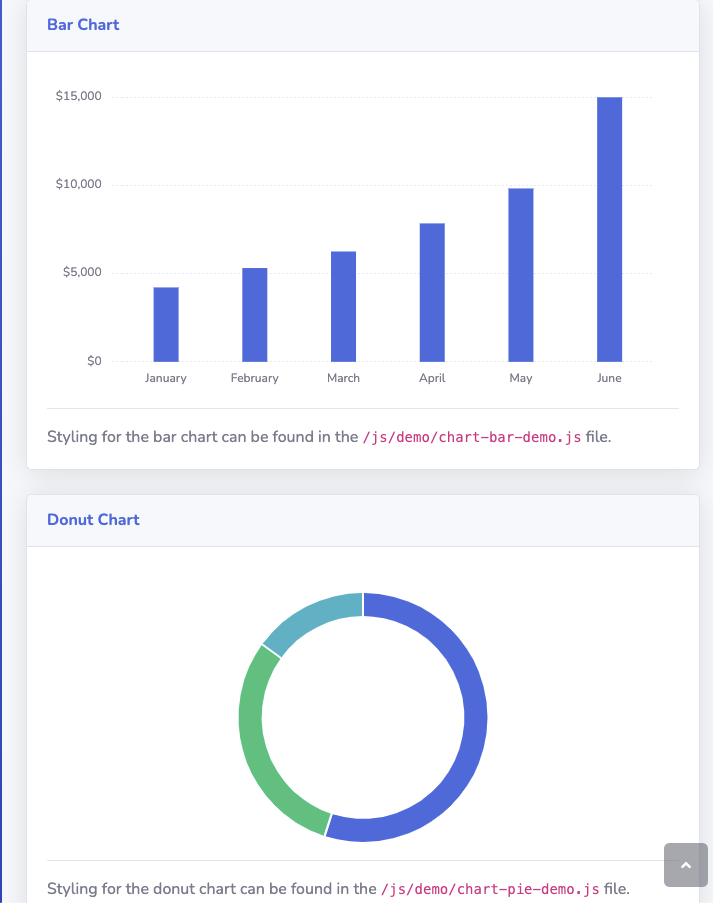 Bar Chart
$15,000
$10,000
$5,000
$0
January February March April May June
Styling for the bar chart can be found in the /js/demo/chart-bar-demo.js file.
Donut Chart
Styling for the donut chart can be found in the /js/demo/chart-pie-demo.js file.